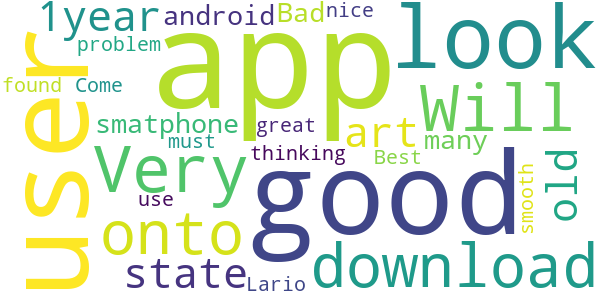 1year android Bad nice
app look
problem
found Come
user
smatphone great art Will
must many
Very thinking Best
use
good
old
smooth
onto
state download
Lario